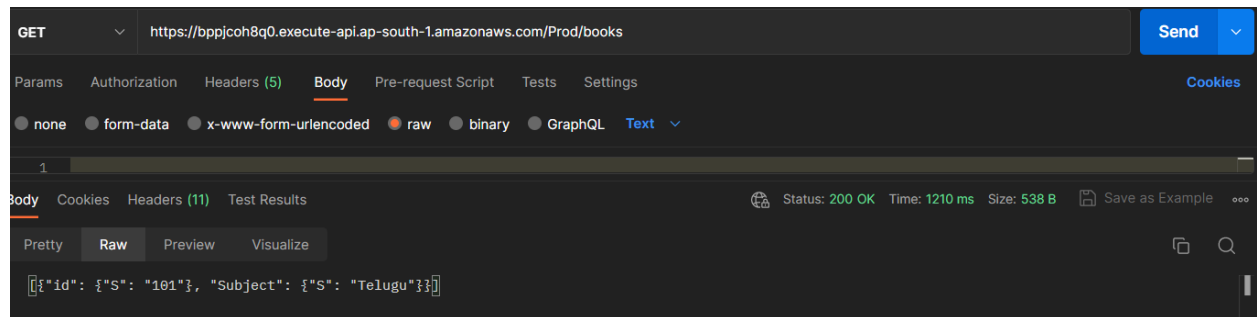 GET https://bppjcoh8q0.execute-api.ap-south-1.amazonaws.com/Prod/books Send
Params Authorization Headers (5) Body Pre-request Script Tests Settings Cookies
none form-data x-www-form-urlencoded raw binary GraphQL Text
1
Body Cookies Headers (11) Test Results Status: 200 OK Time: 1210 ms Size: 538 B Save as Example
Pretty Raw Preview Visualize
[{"id": {"S": "101"}, "Subject": {"S": "Telugu"}}]